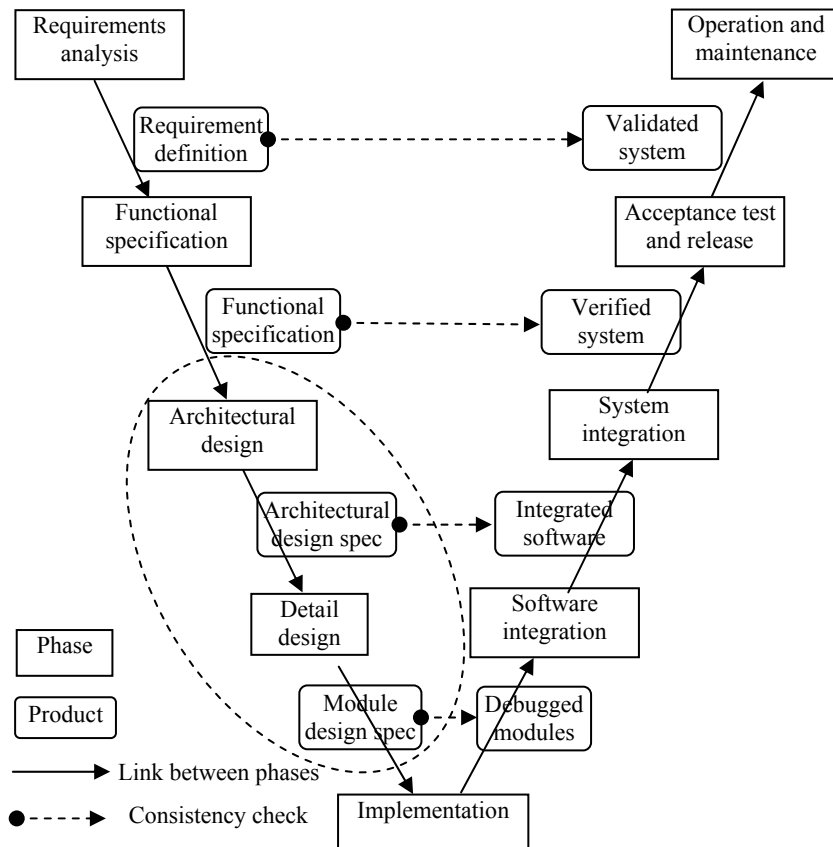 Requirements
analysis
Operation and
maintenance
Requirement
definition
Validated
system
Functional
specification
Acceptance test
and release
Functional
specification
Verified
system
Architectural
design
System
integration
Architectural
design spec
Integrated
software
Detail
design
Software
integration
Phase
Product
Module
design spec
Debugged
modules
Link between phases
Consistency check
Implementation